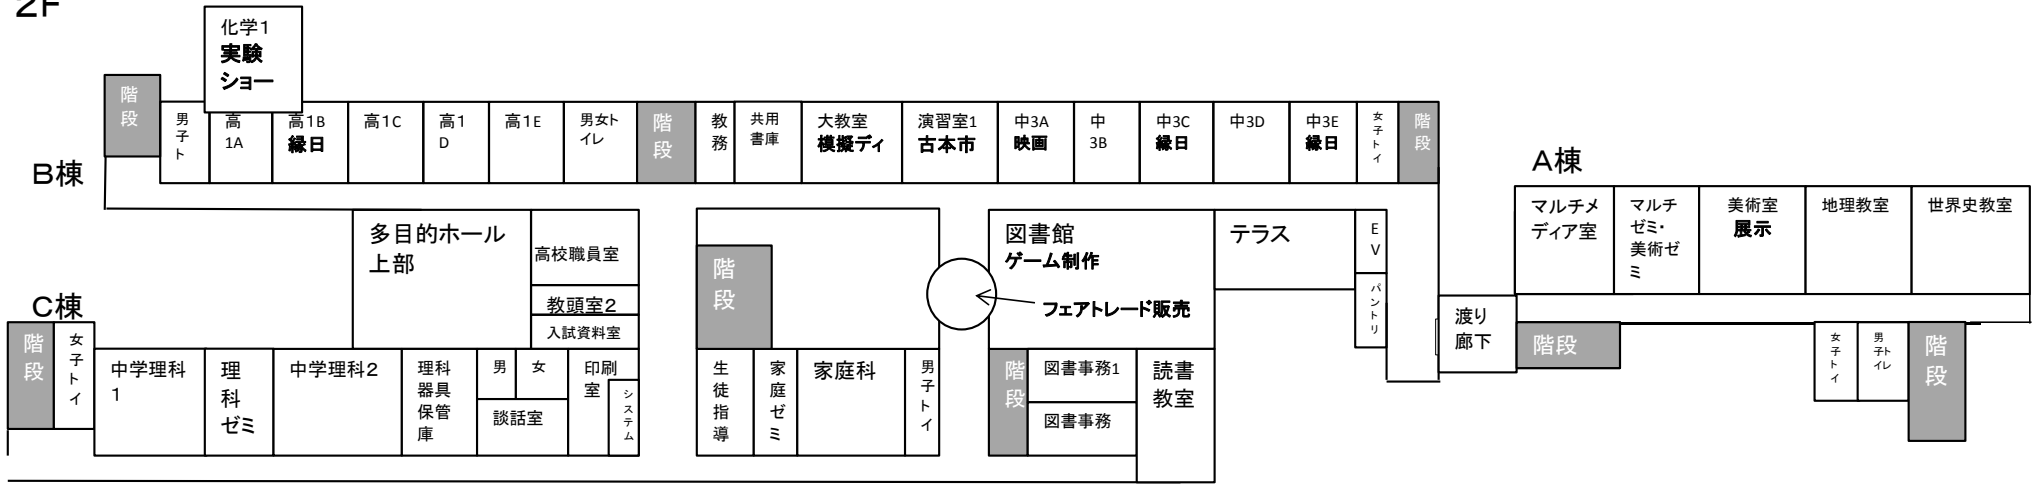 2F
化学1
実験
ショー
階
段
男
子
ト
高
1A
高1B
縁日
高1C
高1
D
高1E
男女ト
イレ
階
段
教
務
共用
書庫
大教室
模擬ディ
演習室1
古本市
中3A
映画
中
3B
中3C
縁日
中3D
中3E
縁日
女
子
ト
イ
階
段
B棟
A棟
マルチメ
ディア室
マルチ
ゼミ・
美術ゼ
ミ
美術室
展示
地理教室
世界史教室
多目的ホール
上部
高校職員室
教頭室2
入試資料室
階
段
図書館
ゲーム制作
フェアトレード販売
テラス
E
V
パ
ン
ト
リ
渡り
廊下
階段
女
子
ト
イ
男
子ト
イレ
階
段
C棟
階
段
女
子
ト
イ
中学理科
1
理
科
ゼミ
中学理科2
理科
器具
保管
庫
男
女
談話室
印刷
室
シ
ス
テ
ム
生
徒
指
導
家
庭
ゼ
ミ
家庭科
男
子
ト
イ
階
段
図書事務1
図書事務
読書
教室